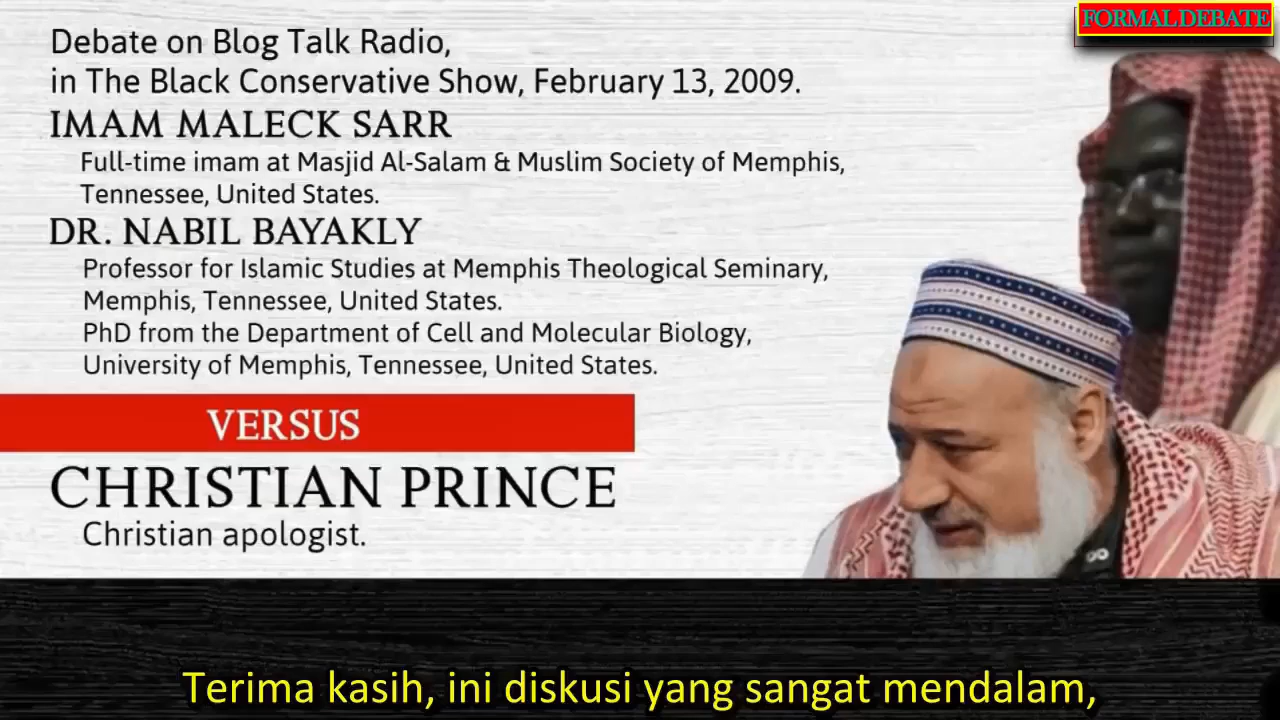 FORMAL DEBATE
Debate on Blog Talk Radio,
in The Black Conservative Show, February 13, 2009.
IMAM MALECK SARR
Full-time imam at Masjid Al-Salam & Muslim Society of Memphis,
Tennessee, United States.
DR. NABIL BAYAKLY
Professor for Islamic Studies at Memphis Theological Seminary,
Memphis, Tennessee, United States.
PhD from the Department of Cell and Molecular Biology,
University of Memphis, Tennessee, United States.
VERSUS
CHRISTIAN PRINCE
Christian apologist.
Terima kasih, ini diskusi yang sangat mendalam,